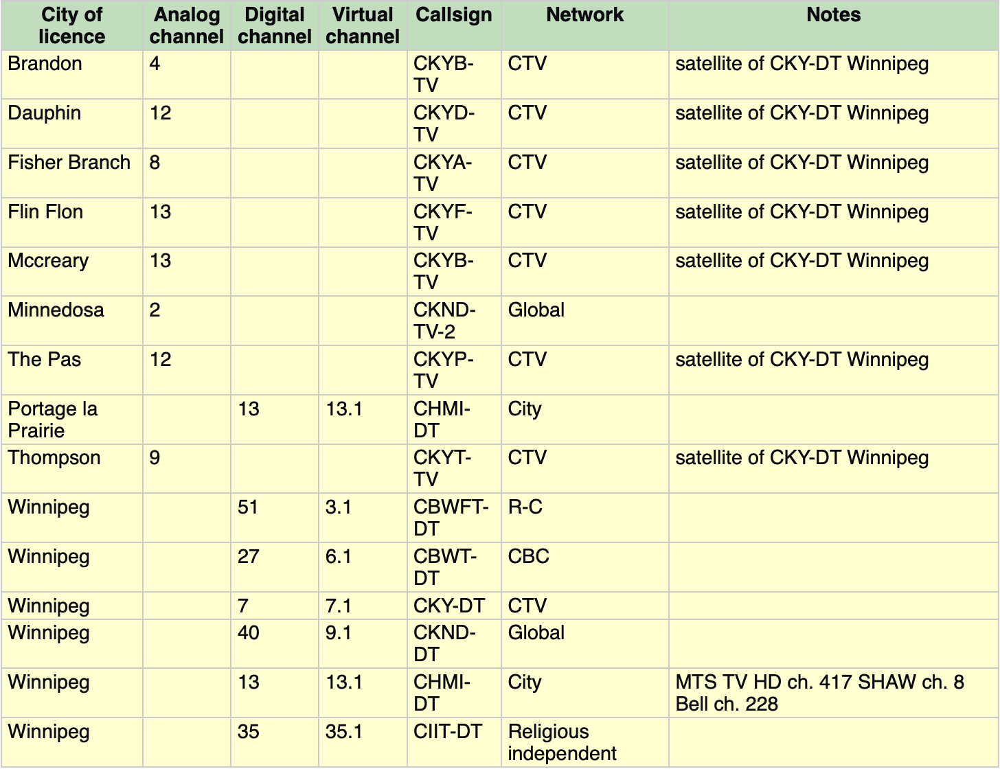 City of licence Analog channel Digital channel Virtual channel Callsign Network Notes
Brandon 4 CKYB-TV CTV satellite of CKY-DT Winnipeg
Dauphin 12 CKYD-TV CTV satellite of CKY-DT Winnipeg
Fisher Branch 8 CKYA-TV CTV satellite of CKY-DT Winnipeg
Flin Flon 13 CKYF-TV CTV satellite of CKY-DT Winnipeg
Mccreary 13 CKYB-TV CTV satellite of CKY-DT Winnipeg
Minnedosa 2 CKND-TV-2 Global
The Pas 12 CKYP-TV CTV satellite of CKY-DT Winnipeg
Portage la Prairie 13 13.1 CHMI-DT City
Thompson 9 CKYT-TV CTV satellite of CKY-DT Winnipeg
Winnipeg 51 3.1 CBWFT-DT R-C
Winnipeg 27 6.1 CBWT-DT CBC
Winnipeg 7 7.1 CKY-DT CTV
Winnipeg 40 9.1 CKND-DT Global
Winnipeg 13 13.1 CHMI-DT City MTS TV HD ch. 417 SHAW ch. 8 Bell ch. 228
Winnipeg 35 35.1 CIIT-DT Religious independent